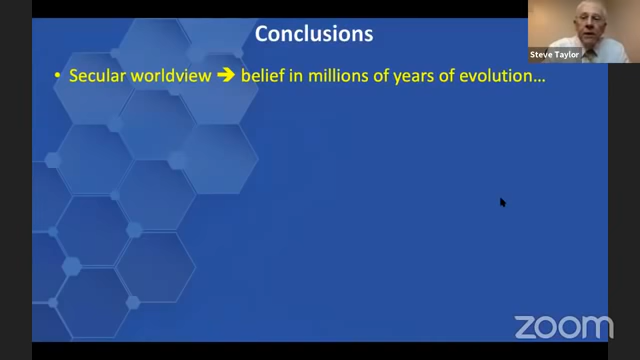 Conclusions
Steve Taylor
• Secular worldview ➔ belief in millions of years of evolution…
zoom